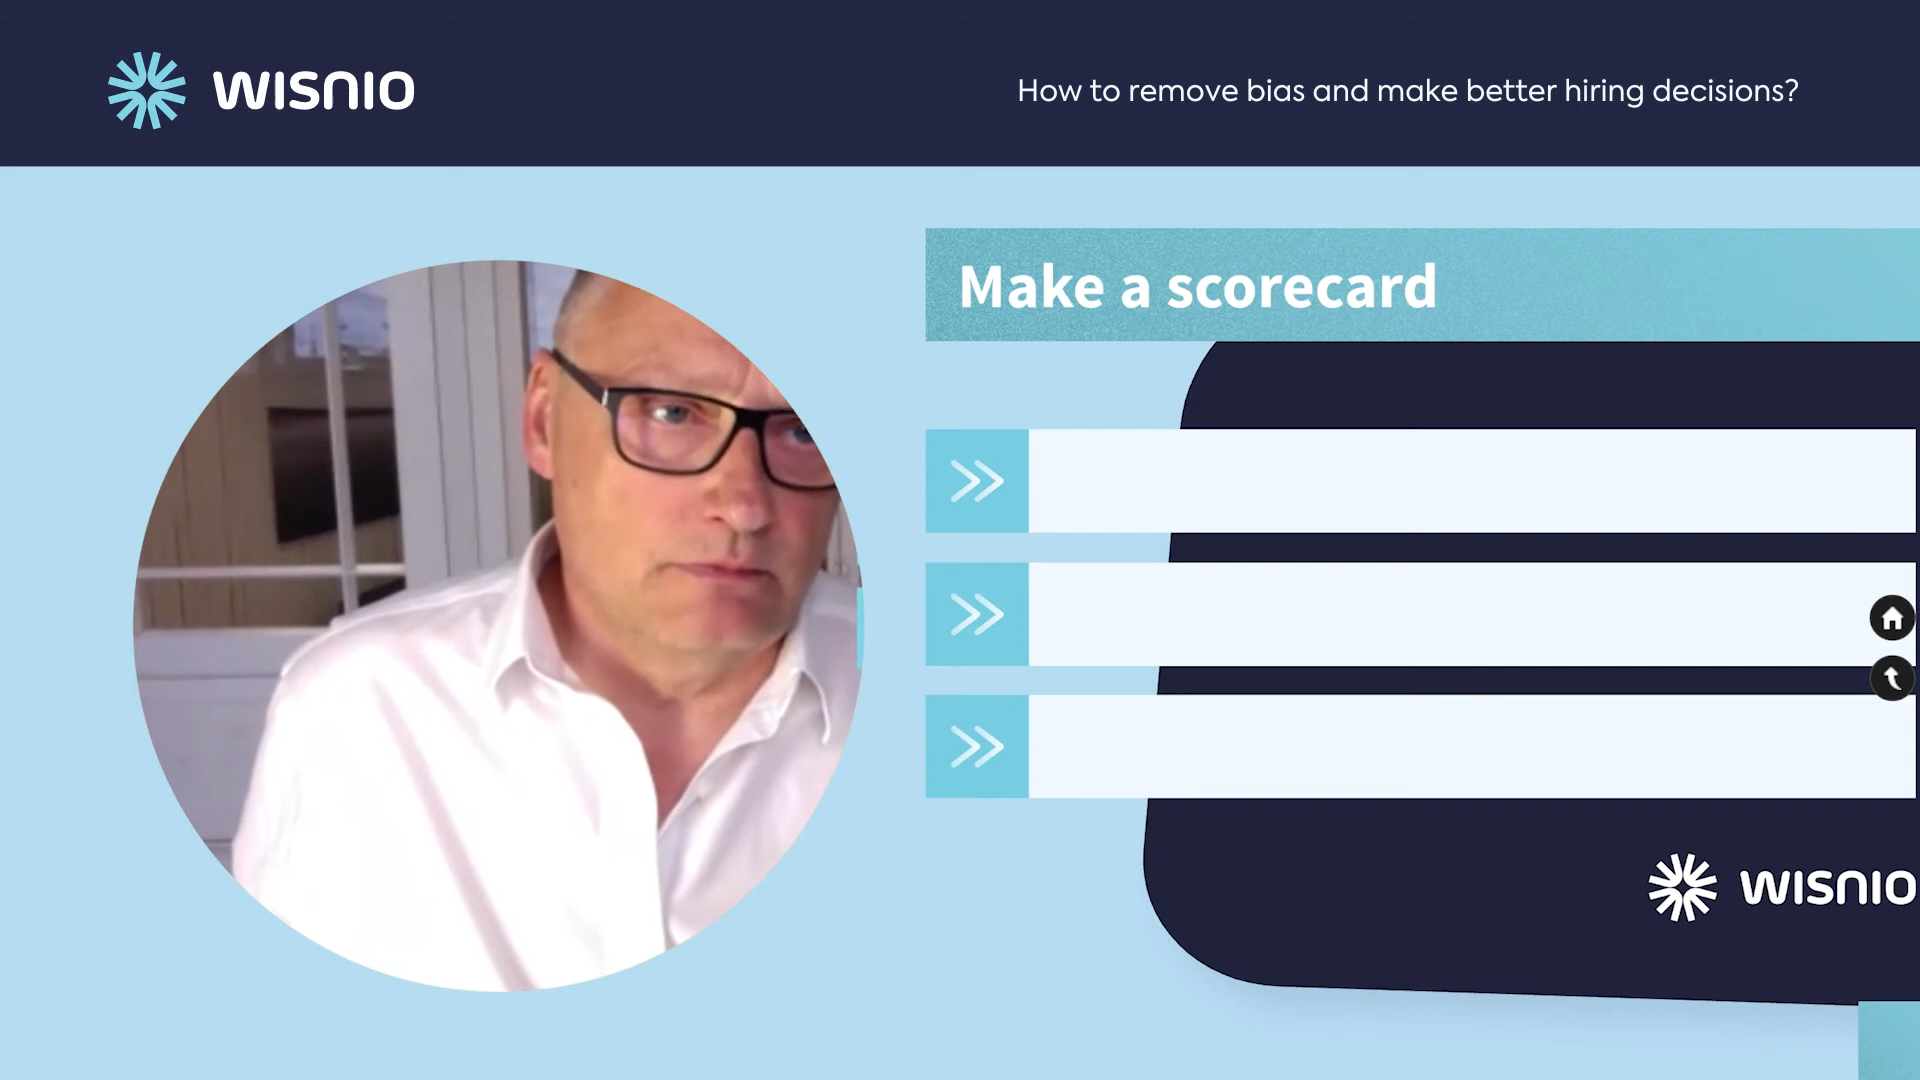 WISNIO
How to remove bias and make better hiring decisions?
Make a scorecard
WISNIO